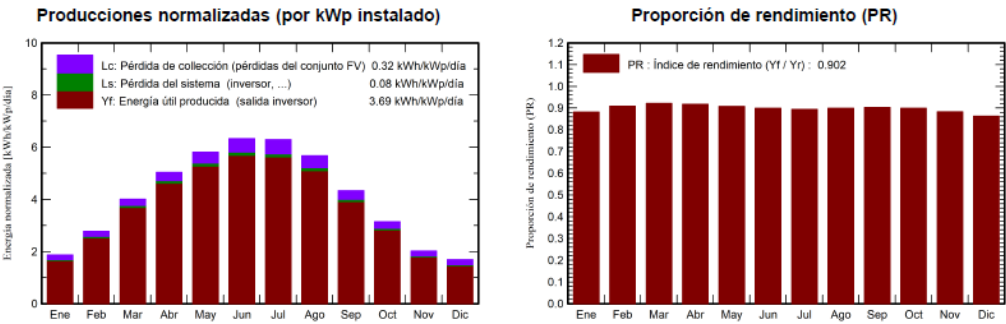 Producciones normalizadas (por kWp instalado)
Energía normalizada [kWh/kWp/día]
10
8
6
4
2
0
Lc: Pérdida de colección (pérdidas del conjunto FV) 0.32 kWh/kWp/día
Ls: Pérdida del sistema (inversor, ...) 0.08 kWh/kWp/día
Yf: Energía útil producida (salida inversor) 3.69 kWh/kWp/día
Ene Feb Mar Abr May Jun Jul Ago Sep Oct Nov Dic
Proporción de rendimiento (PR)
Proporción de rendimiento (PR)
1.2
1.1
1.0
0.9
0.8
0.7
0.6
0.5
0.4
0.3
0.2
0.1
0.0
PR : Índice de rendimiento (Yf / Yr) : 0.902
Ene Feb Mar Abr May Jun Jul Ago Sep Oct Nov Dic